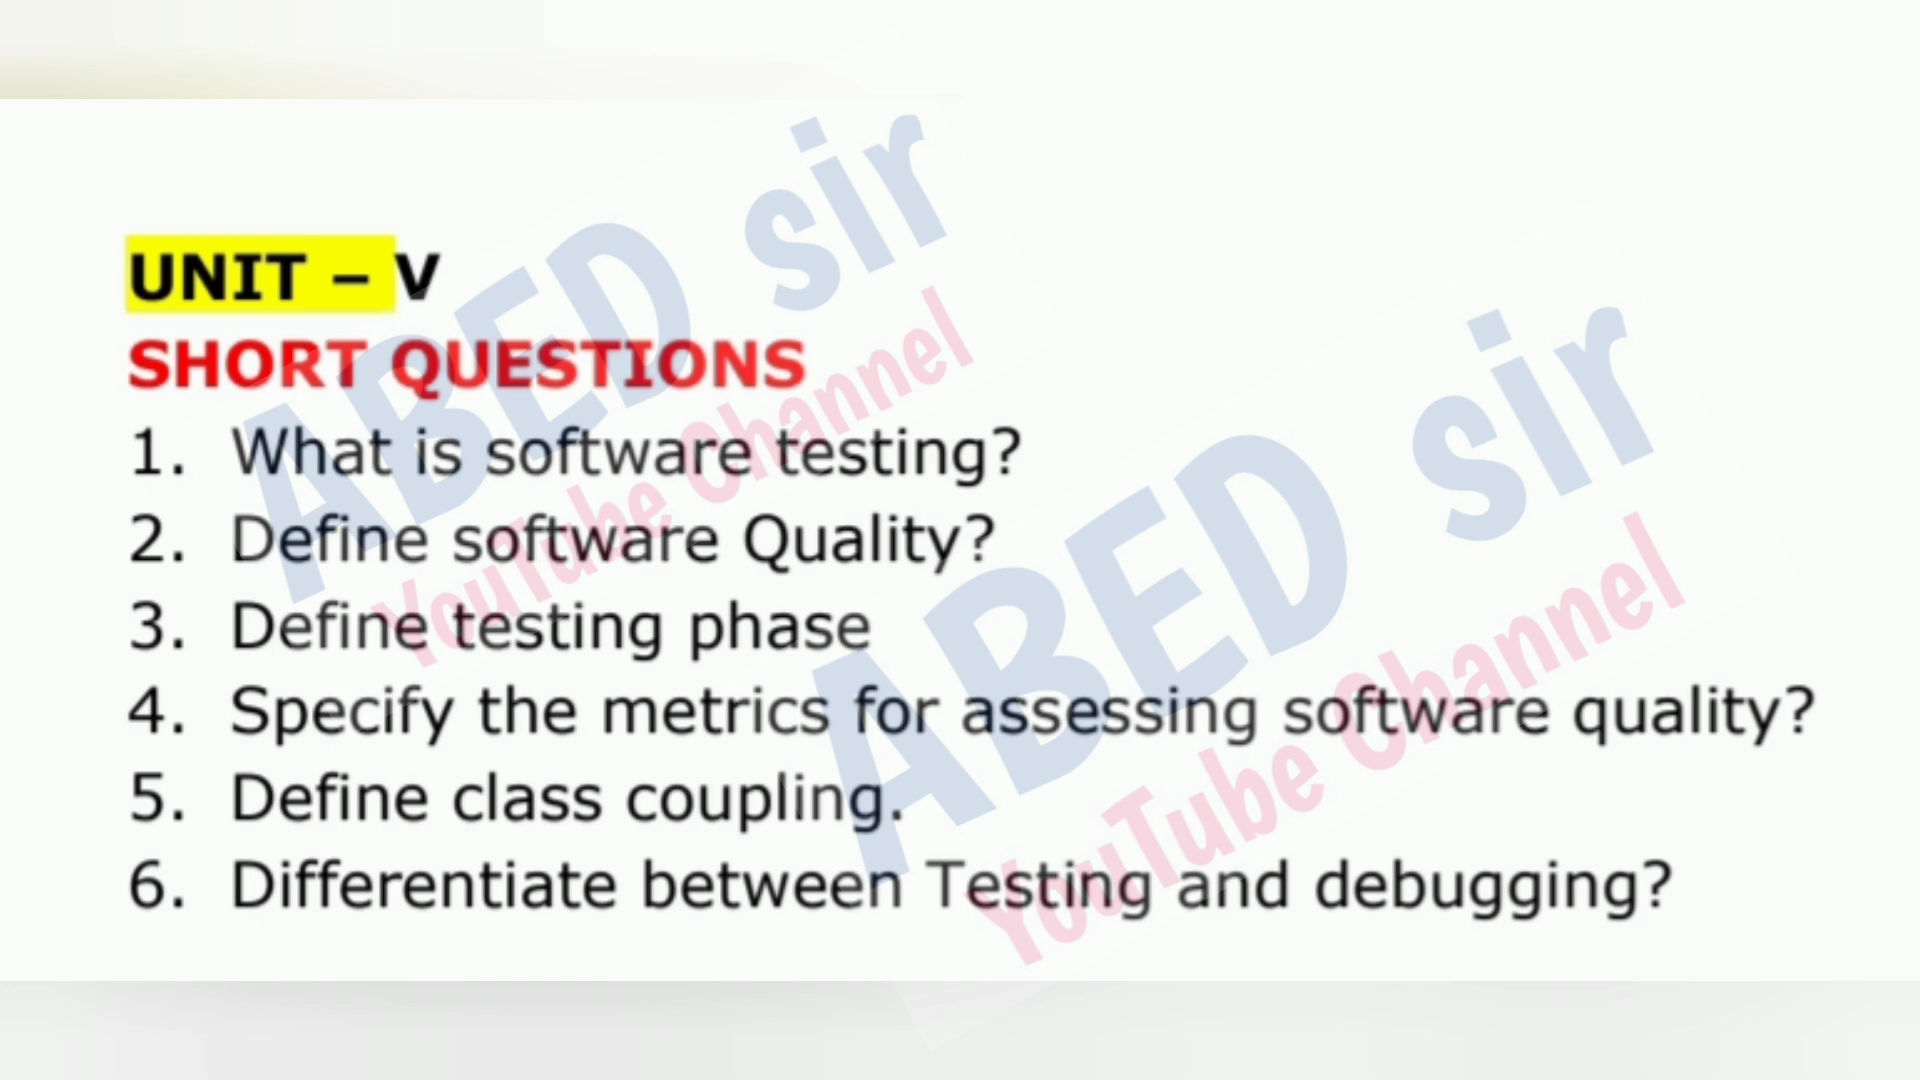 UNIT – V
SHORT QUESTIONS
1. What is software testing?
2. Define software Quality?
3. Define testing phase
4. Specify the metrics for assessing software quality?
5. Define class coupling.
6. Differentiate between Testing and debugging?
ABED sir
YouTube Channel
ABED sir
YouTube Channel